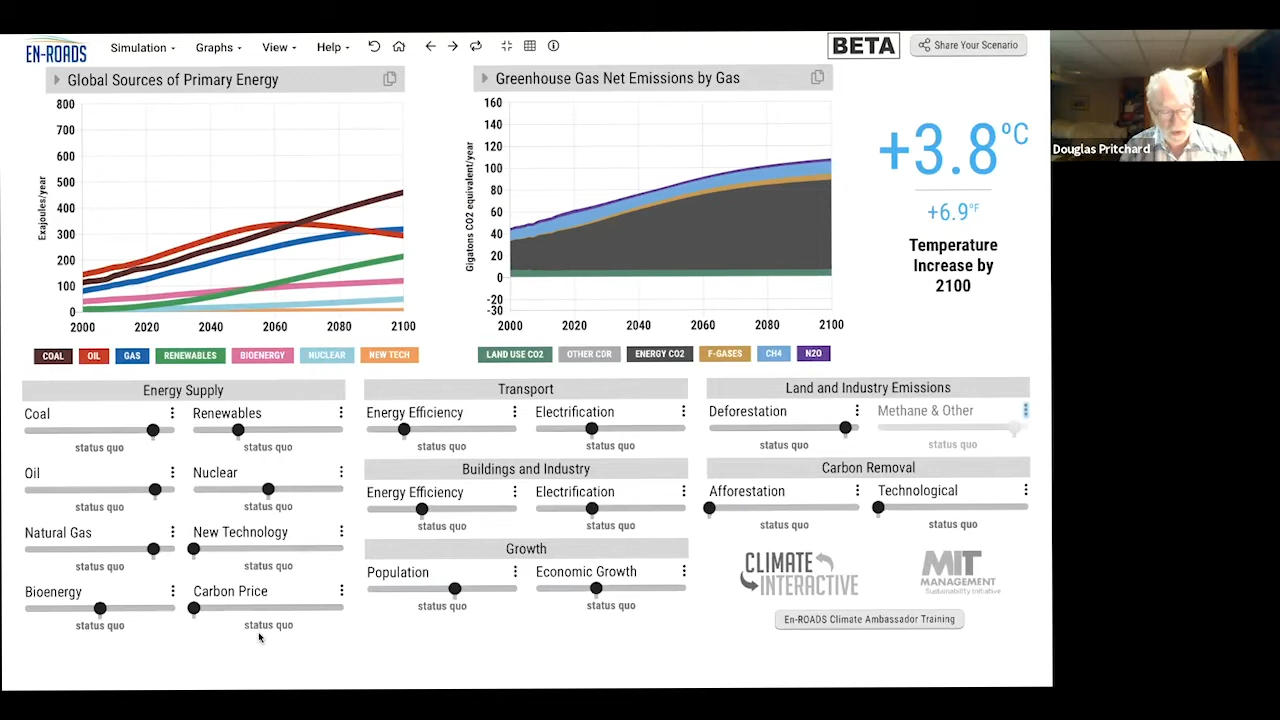 EN-ROADS
Simulation
Graphs
View
Help
BETA
Share Your Scenario
Global Sources of Primary Energy
800
700
600
500
400
300
200
100
0
Exajoules/year
2000 2020 2040 2060 2080 2100
COAL OIL GAS RENEWABLES BIOENERGY NUCLEAR NEW TECH
Greenhouse Gas Net Emissions by Gas
160
140
120
100
80
60
40
20
0
-20
-30
Gigatons CO2 equivalent/year
2000 2020 2040 2060 2080 2100
LAND USE CO2 OTHER CDR ENERGY CO2 F-GASES CH4 N2O
+3.8°C
+6.9°F
Temperature
Increase by
2100
Douglas Pritchard
Energy Supply
Coal
status quo
Renewables
status quo
Oil
status quo
Nuclear
status quo
Natural Gas
status quo
New Technology
status quo
Bioenergy
status quo
Carbon Price
status quo
Transport
Energy Efficiency
status quo
Electrification
status quo
Buildings and Industry
Energy Efficiency
status quo
Electrification
status quo
Growth
Population
status quo
Economic Growth
status quo
Land and Industry Emissions
Deforestation
status quo
Methane & Other
status quo
Carbon Removal
Afforestation
status quo
Technological
status quo
CLIMATE
INTERACTIVE
MIT
MANAGEMENT
Sustainability Initiative
En-ROADS Climate Ambassador Training